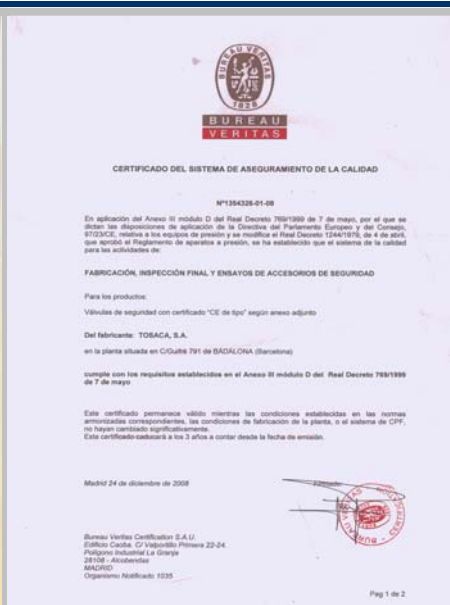 BUREAU VERITAS
1828
BUREAU
VERITAS
CERTIFICADO DEL SISTEMA DE ASEGURAMIENTO DE LA CALIDAD
Nº1354326-01-08
En aplicación del Anexo III módulo D del Real Decreto 769/1999 de 7 de mayo, por el que se
dictan las disposiciones de aplicación de la Directiva del Parlamento Europeo y del Consejo,
97/23/CE, relativa a los equipos de presión y se modifica el Real Decreto 1244/1979, de 4 de abril,
que aprobó el Reglamento de aparatos a presión, se ha establecido que el sistema de la calidad
para las actividades de:
FABRICACIÓN, INSPECCIÓN FINAL Y ENSAYOS DE ACCESORIOS DE SEGURIDAD
Para los productos:
Válvulas de seguridad con certificado "CE de tipo" según anexo adjunto
Del fabricante: TOSACA, S.A.
en la planta situada en C/Guifré 791 de BADALONA (Barcelona)
cumple con los requisitos establecidos en el Anexo III módulo D del Real Decreto 769/1999
de 7 de mayo
Este certificado permanece válido mientras las condiciones establecidas en las normas
armonizadas correspondientes, las condiciones de fabricación de la planta, o el sistema de CPF,
no hayan cambiado significativamente.
Este certificado caducará a los 3 años a contar desde la fecha de emisión.
Madrid 24 de diciembre de 2008
Firmado:
Bureau Veritas Certification S.A.U.
Edificio Caoba. C/ Valportillo Primera 22-24.
Polígono Industrial La Granja
28108 - Alcobendas
MADRID
Organismo Notificado 1035
Pag 1 de 2